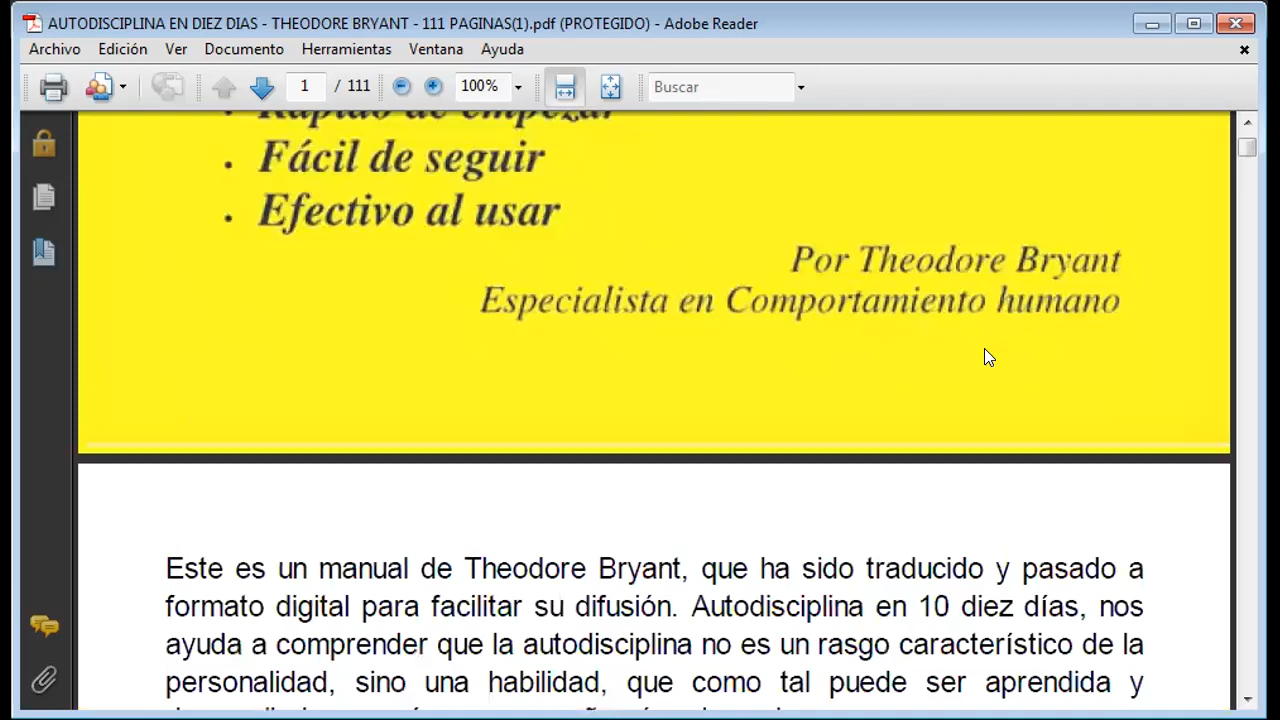 AUTODISCIPLINA EN DIEZ DIAS - THEODORE BRYANT - 111 PAGINAS(1).pdf (PROTEGIDO) - Adobe Reader
Archivo Edición Ver Documento Herramientas Ventana Ayuda
1 / 111 100% Buscar
• Rápido de empezar
• Fácil de seguir
• Efectivo al usar
Por Theodore Bryant
Especialista en Comportamiento humano
Este es un manual de Theodore Bryant, que ha sido traducido y pasado a
formato digital para facilitar su difusión. Autodisciplina en 10 diez días, nos
ayuda a comprender que la autodisciplina no es un rasgo característico de la
personalidad, sino una habilidad, que como tal puede ser aprendida y